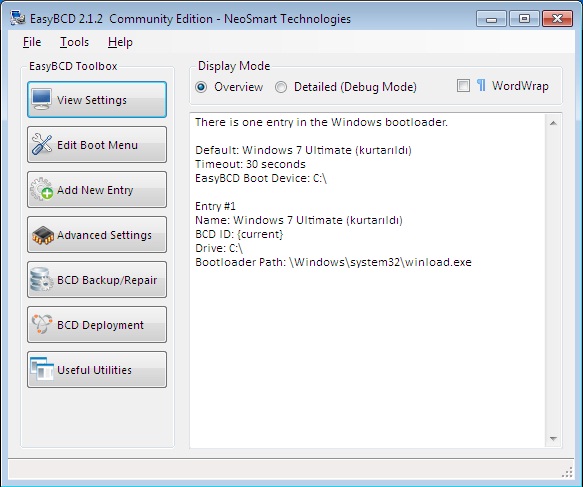 EasyBCD 2.1.2 Community Edition - NeoSmart Technologies
File Tools Help
EasyBCD Toolbox
View Settings
Edit Boot Menu
Add New Entry
Advanced Settings
BCD Backup/Repair
BCD Deployment
Useful Utilities
Display Mode
Overview Detailed (Debug Mode) ¶ WordWrap
There is one entry in the Windows bootloader.
Default: Windows 7 Ultimate (kurtarıldı)
Timeout: 30 seconds
EasyBCD Boot Device: C:\
Entry #1
Name: Windows 7 Ultimate (kurtarıldı)
BCD ID: {current}
Drive: C:\
Bootloader Path: \Windows\system32\winload.exe